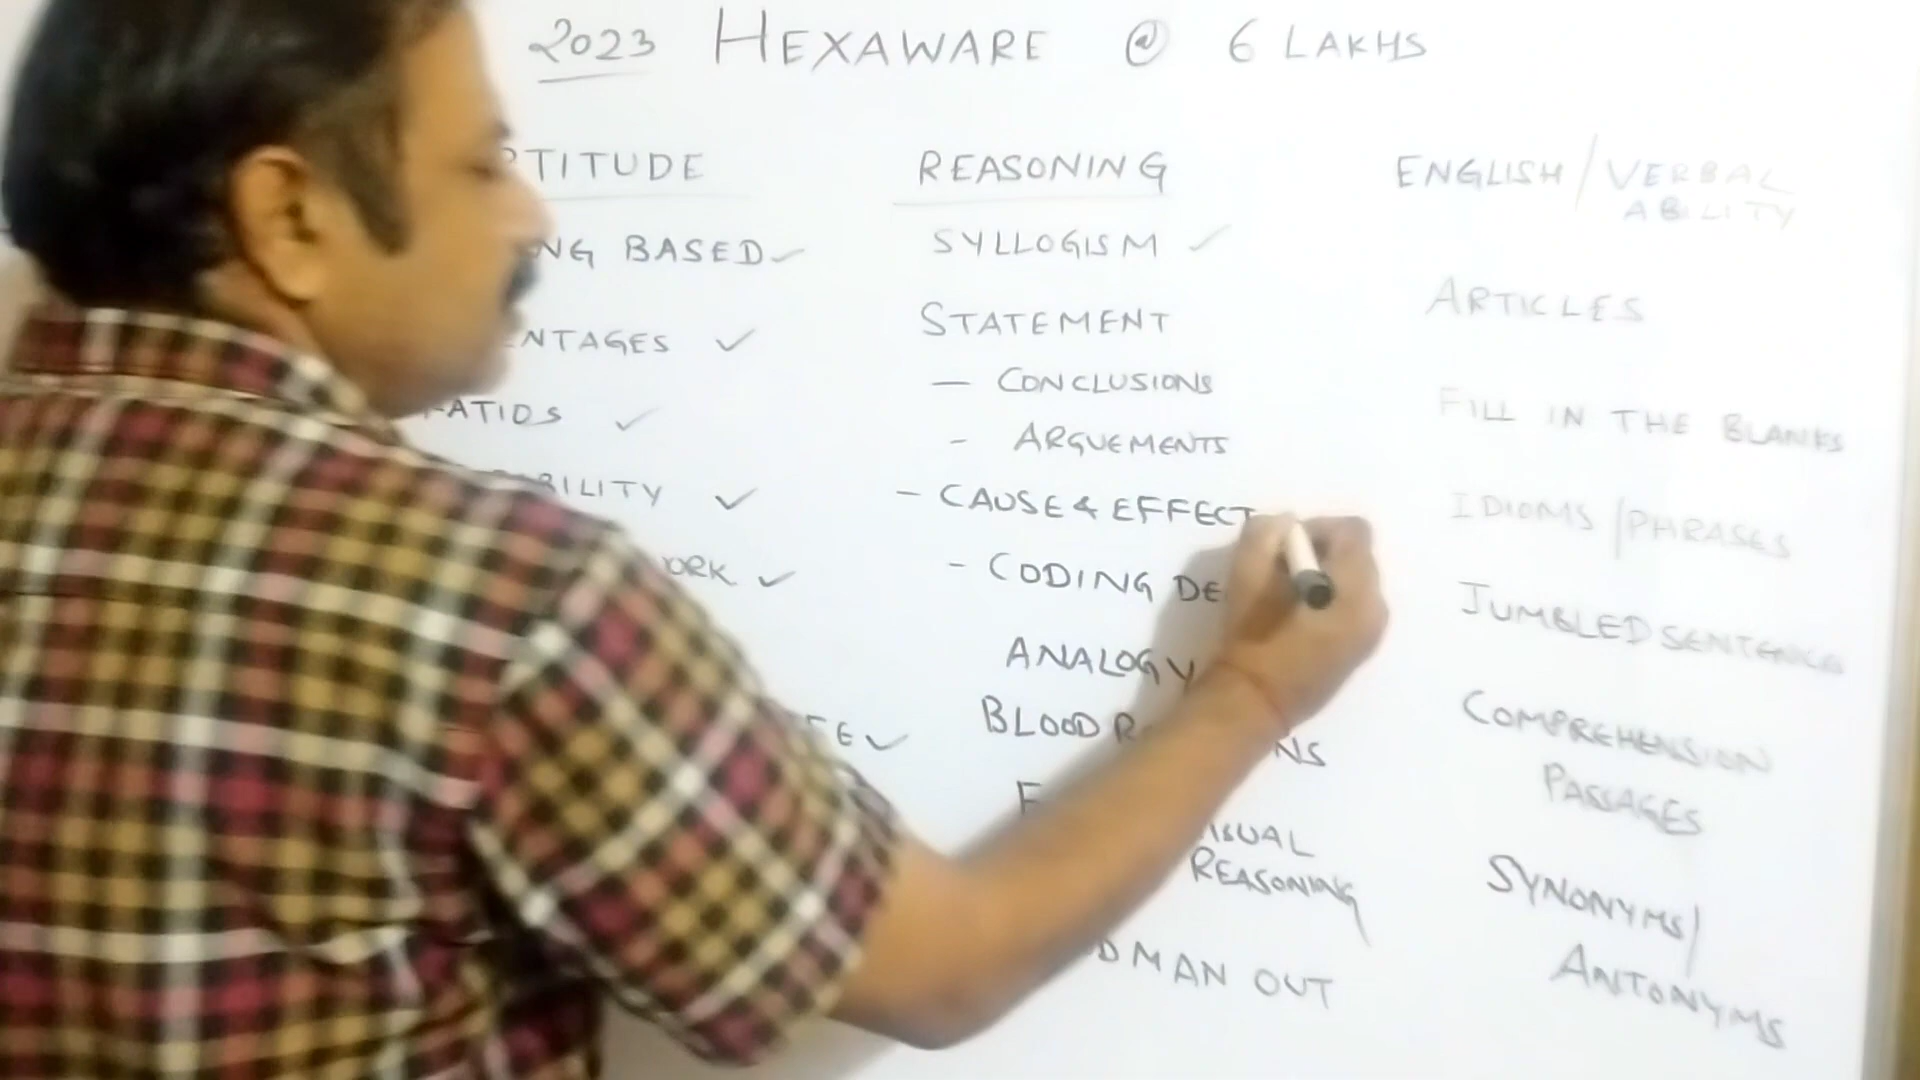 2023 HEXAWARE @ 6 LAKHS
TITUDE
NG BASED ✓
NTAGES ✓
ATIOS ✓
BILITY ✓
ORK ✓
E ✓
REASONING
SYLLOGISM ✓
STATEMENT
— CONCLUSIONS
- ARGUEMENTS
- CAUSE & EFFECT
- CODING DE
ANALOGY
BLOOD R NS
ISUAL
REASONING
D MAN OUT
ENGLISH / VERBAL
ABILITY
ARTICLES
FILL IN THE BLANKS
IDIOMS / PHRASES
JUMBLED SENTENCES
COMPREHENSION
PASSAGES
SYNONYMS /
ANTONYMS